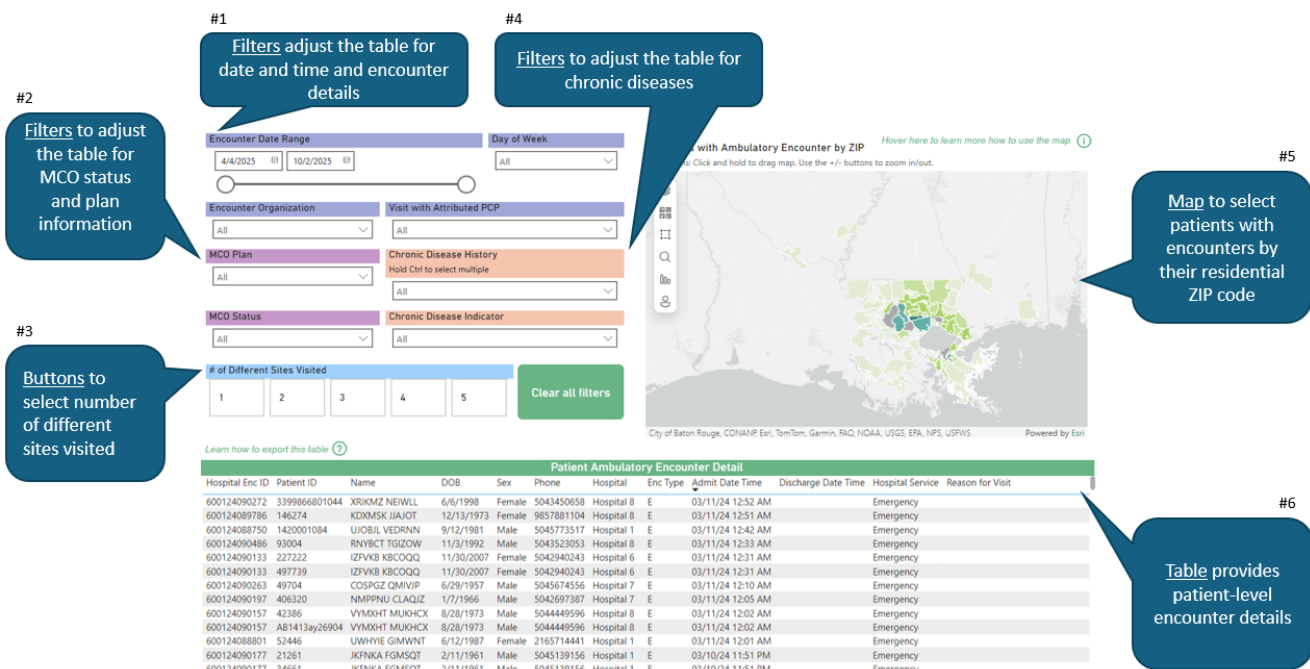 #1
Filters adjust the table for
date and time and encounter
details
#4
Filters to adjust the table for
chronic diseases
#2
Filters to adjust
the table for
MCO status
and plan
information
#3
Buttons to
select number
of different
sites visited
#5
Map to select
patients with
encounters by
their residential
ZIP code
#6
Table provides
patient-level
encounter details
Encounter Date Range
4/4/2025 10/2/2025
Day of Week
All
Encounter Organization
All
Visit with Attributed PCP
All
MCO Plan
All
Chronic Disease History
Hold Ctrl to select multiple
All
MCO Status
All
Chronic Disease Indicator
All
# of Different Sites Visited
1 2 3 4 5
Clear all filters
Hover here to learn more how to use the map
with Ambulatory Encounter by ZIP
Click and hold to drag map. Use the +/- buttons to zoom in/out.
City of Baton Rouge, CONANP, Esri, TomTom, Garmin, FAO, NOAA, USGS, EPA, NPS, USFWS
Powered by Esri
Learn how to export this table ?
Patient Ambulatory Encounter Detail
Hospital Enc ID Patient ID Name DOB Sex Phone Hospital Enc Type Admit Date Time Discharge Date Time Hospital Service Reason for Visit
600124090272 3399866801044 XRIKMZ NEIWLL 6/6/1998 Female 5043450658 Hospital 8 E 03/11/24 12:52 AM Emergency
600124089786 146274 KDXMSK JJAJOT 12/13/1973 Female 9857881104 Hospital 8 E 03/11/24 12:51 AM Emergency
600124088750 1420001084 UJOBJL VEDRNN 9/12/1981 Male 5045773517 Hospital 1 E 03/11/24 12:42 AM Emergency
600124090486 93004 RNYBCT TGIZOW 11/3/1992 Male 5043523053 Hospital 8 E 03/11/24 12:33 AM Emergency
600124090133 227222 IZFVKB KBCOQQ 11/30/2007 Female 5042940243 Hospital 6 E 03/11/24 12:31 AM Emergency
600124090133 497739 IZFVKB KBCOQQ 11/30/2007 Female 5042940243 Hospital 6 E 03/11/24 12:31 AM Emergency
600124090263 49704 COSPGZ QMIVJP 6/29/1957 Male 5045674556 Hospital 7 E 03/11/24 12:10 AM Emergency
600124090197 406320 NMPPNU CLAQJZ 1/7/1966 Male 5042697387 Hospital 7 E 03/11/24 12:05 AM Emergency
600124090157 42386 VYMXHT MUKHCX 8/28/1973 Male 5044449596 Hospital 8 E 03/11/24 12:02 AM Emergency
600124090157 AB1413ay26904 VYMXHT MUKHCX 8/28/1973 Male 5044449596 Hospital 8 E 03/11/24 12:02 AM Emergency
600124088801 52446 UWHYIE GIMWNT 6/12/1987 Female 2165714441 Hospital 1 E 03/11/24 12:01 AM Emergency
600124090177 21261 JKFNKA FGMSQT 2/11/1961 Male 5045139156 Hospital 1 E 03/10/24 11:51 PM Emergency
600124090177 34661 JKFNKA FGMSQT 2/11/1961 Male 5045139156 Hospital 1 E 03/10/24 11:51 PM Emergency